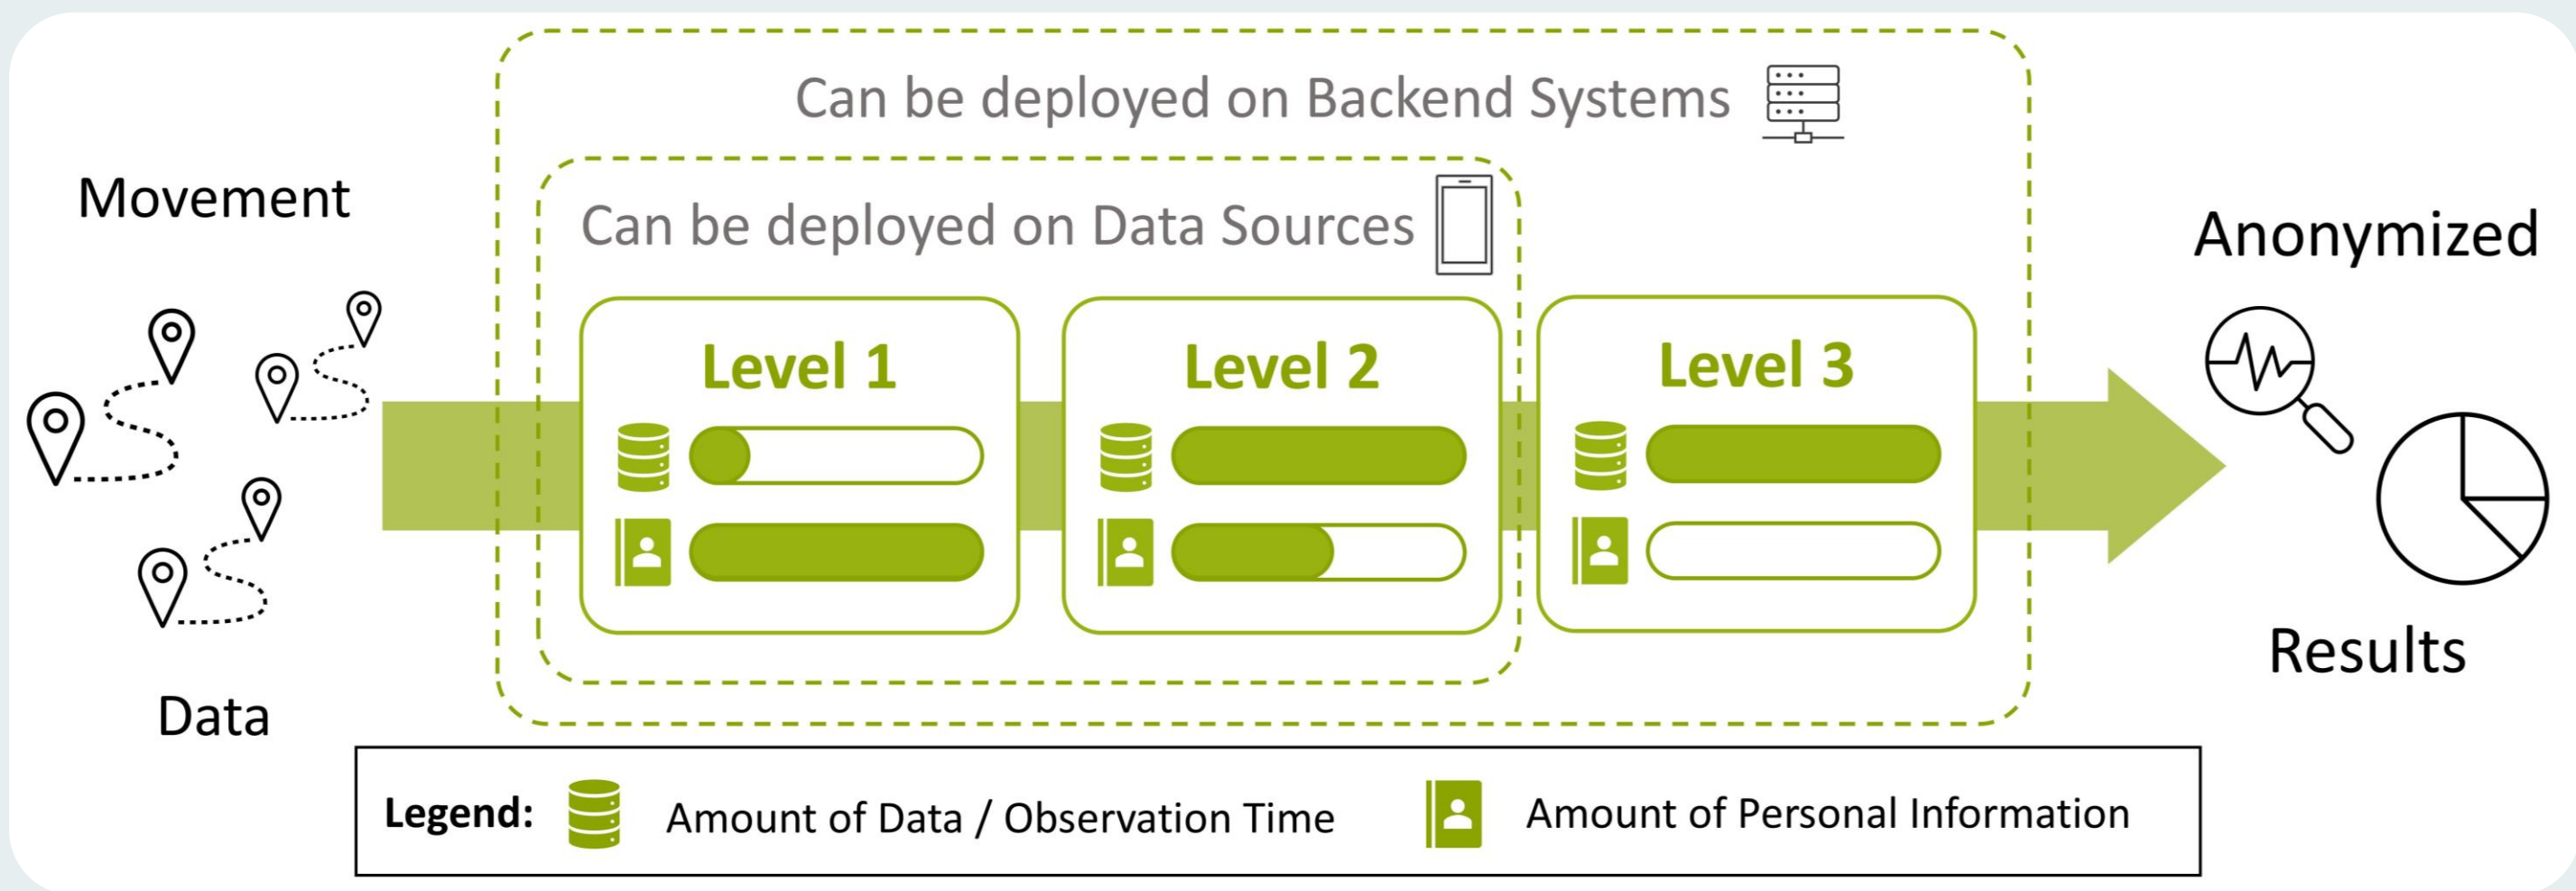 Movement
Data
Can be deployed on Backend Systems
Can be deployed on Data Sources
Level 1
Level 2
Level 3
Anonymized
Results
Legend:
Amount of Data / Observation Time
Amount of Personal Information